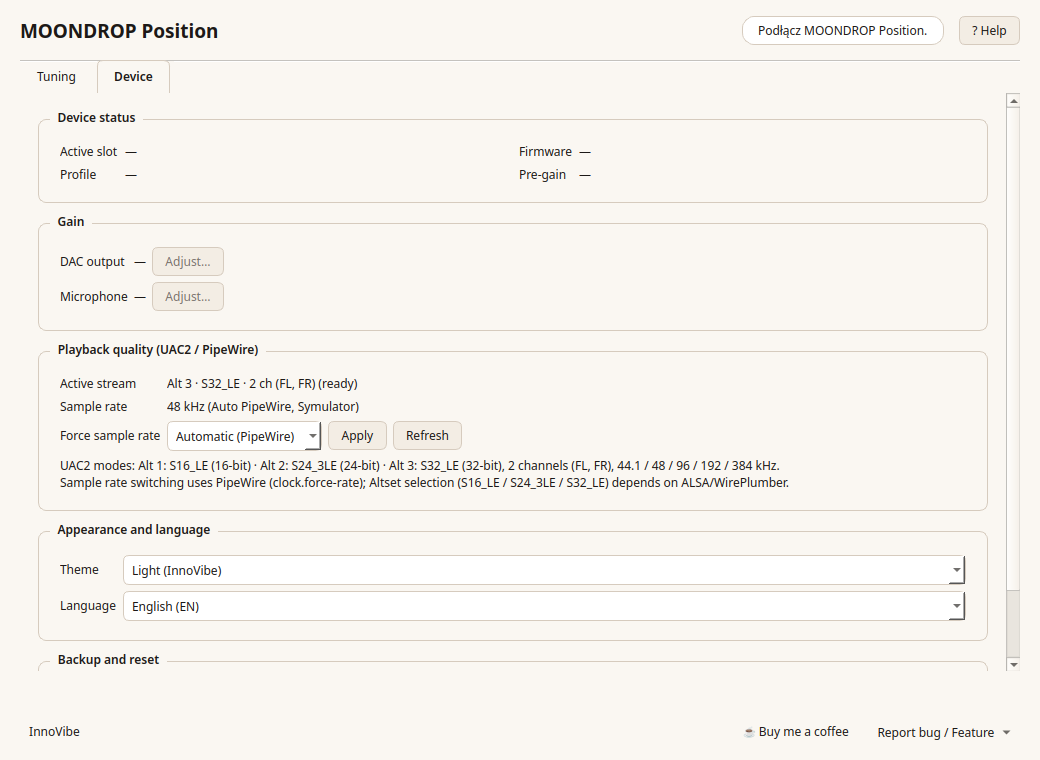 MOONDROP Position
Podłącz MOONDROP Position.
? Help
Tuning
Device
Device status
Active slot —
Firmware —
Profile —
Pre-gain —
Gain
DAC output — Adjust...
Microphone — Adjust...
Playback quality (UAC2 / PipeWire)
Active stream Alt 3 · S32_LE · 2 ch (FL, FR) (ready)
Sample rate 48 kHz (Auto PipeWire, Symulator)
Force sample rate Automatic (PipeWire) Apply Refresh
UAC2 modes: Alt 1: S16_LE (16-bit) · Alt 2: S24_3LE (24-bit) · Alt 3: S32_LE (32-bit), 2 channels (FL, FR), 44.1 / 48 / 96 / 192 / 384 kHz.
Sample rate switching uses PipeWire (clock.force-rate); Altset selection (S16_LE / S24_3LE / S32_LE) depends on ALSA/WirePlumber.
Appearance and language
Theme Light (InnoVibe)
Language English (EN)
Backup and reset
InnoVibe
☕ Buy me a coffee
Report bug / Feature